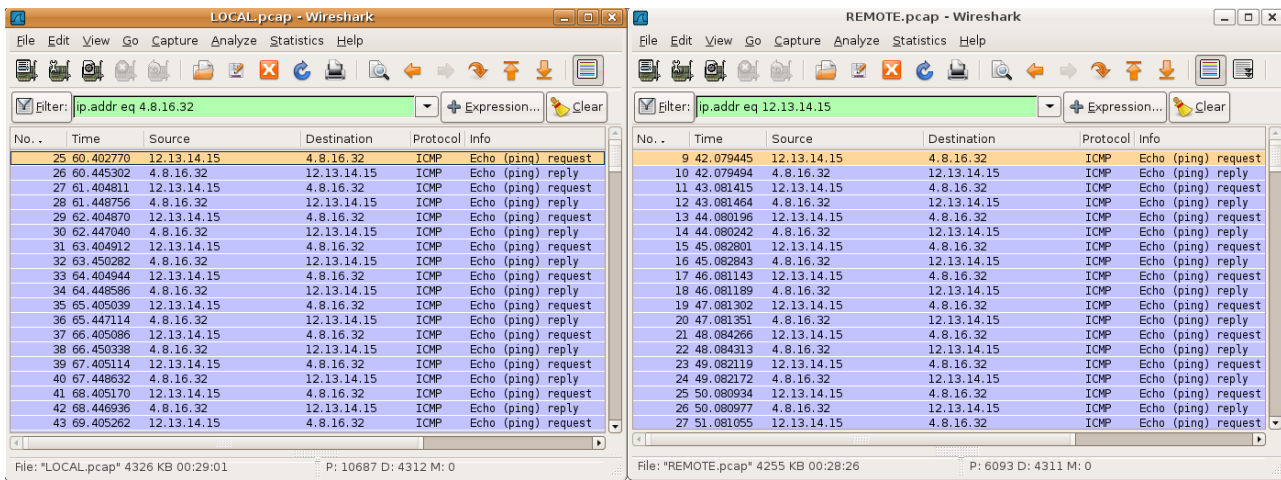 LOCAL.pcap - Wireshark
File Edit View Go Capture Analyze Statistics Help
Filter: ip.addr eq 4.8.16.32 Expression... Clear
No. . Time Source Destination Protocol Info
25 60.402770 12.13.14.15 4.8.16.32 ICMP Echo (ping) request
26 60.445302 4.8.16.32 12.13.14.15 ICMP Echo (ping) reply
27 61.404811 12.13.14.15 4.8.16.32 ICMP Echo (ping) request
28 61.448756 4.8.16.32 12.13.14.15 ICMP Echo (ping) reply
29 62.404870 12.13.14.15 4.8.16.32 ICMP Echo (ping) request
30 62.447040 4.8.16.32 12.13.14.15 ICMP Echo (ping) reply
31 63.404912 12.13.14.15 4.8.16.32 ICMP Echo (ping) request
32 63.450282 4.8.16.32 12.13.14.15 ICMP Echo (ping) reply
33 64.404944 12.13.14.15 4.8.16.32 ICMP Echo (ping) request
34 64.448586 4.8.16.32 12.13.14.15 ICMP Echo (ping) reply
35 65.405039 12.13.14.15 4.8.16.32 ICMP Echo (ping) request
36 65.447114 4.8.16.32 12.13.14.15 ICMP Echo (ping) reply
37 66.405086 12.13.14.15 4.8.16.32 ICMP Echo (ping) request
38 66.450338 4.8.16.32 12.13.14.15 ICMP Echo (ping) reply
39 67.405114 12.13.14.15 4.8.16.32 ICMP Echo (ping) request
40 67.448632 4.8.16.32 12.13.14.15 ICMP Echo (ping) reply
41 68.405170 12.13.14.15 4.8.16.32 ICMP Echo (ping) request
42 68.446936 4.8.16.32 12.13.14.15 ICMP Echo (ping) reply
43 69.405262 12.13.14.15 4.8.16.32 ICMP Echo (ping) request
File: "LOCAL.pcap" 4326 KB 00:29:01 P: 10687 D: 4312 M: 0
REMOTE.pcap - Wireshark
File Edit View Go Capture Analyze Statistics Help
Filter: ip.addr eq 12.13.14.15 Expression... Clear
No. . Time Source Destination Protocol Info
9 42.079445 12.13.14.15 4.8.16.32 ICMP Echo (ping) request
10 42.079494 4.8.16.32 12.13.14.15 ICMP Echo (ping) reply
11 43.081415 12.13.14.15 4.8.16.32 ICMP Echo (ping) request
12 43.081464 4.8.16.32 12.13.14.15 ICMP Echo (ping) reply
13 44.080196 12.13.14.15 4.8.16.32 ICMP Echo (ping) request
14 44.080242 4.8.16.32 12.13.14.15 ICMP Echo (ping) reply
15 45.082801 12.13.14.15 4.8.16.32 ICMP Echo (ping) request
16 45.082843 4.8.16.32 12.13.14.15 ICMP Echo (ping) reply
17 46.081143 12.13.14.15 4.8.16.32 ICMP Echo (ping) request
18 46.081189 4.8.16.32 12.13.14.15 ICMP Echo (ping) reply
19 47.081302 12.13.14.15 4.8.16.32 ICMP Echo (ping) request
20 47.081351 4.8.16.32 12.13.14.15 ICMP Echo (ping) reply
21 48.084266 12.13.14.15 4.8.16.32 ICMP Echo (ping) request
22 48.084313 4.8.16.32 12.13.14.15 ICMP Echo (ping) reply
23 49.082119 12.13.14.15 4.8.16.32 ICMP Echo (ping) request
24 49.082172 4.8.16.32 12.13.14.15 ICMP Echo (ping) reply
25 50.080934 12.13.14.15 4.8.16.32 ICMP Echo (ping) request
26 50.080977 4.8.16.32 12.13.14.15 ICMP Echo (ping) reply
27 51.081055 12.13.14.15 4.8.16.32 ICMP Echo (ping) request
File: "REMOTE.pcap" 4255 KB 00:28:26 P: 6093 D: 4311 M: 0